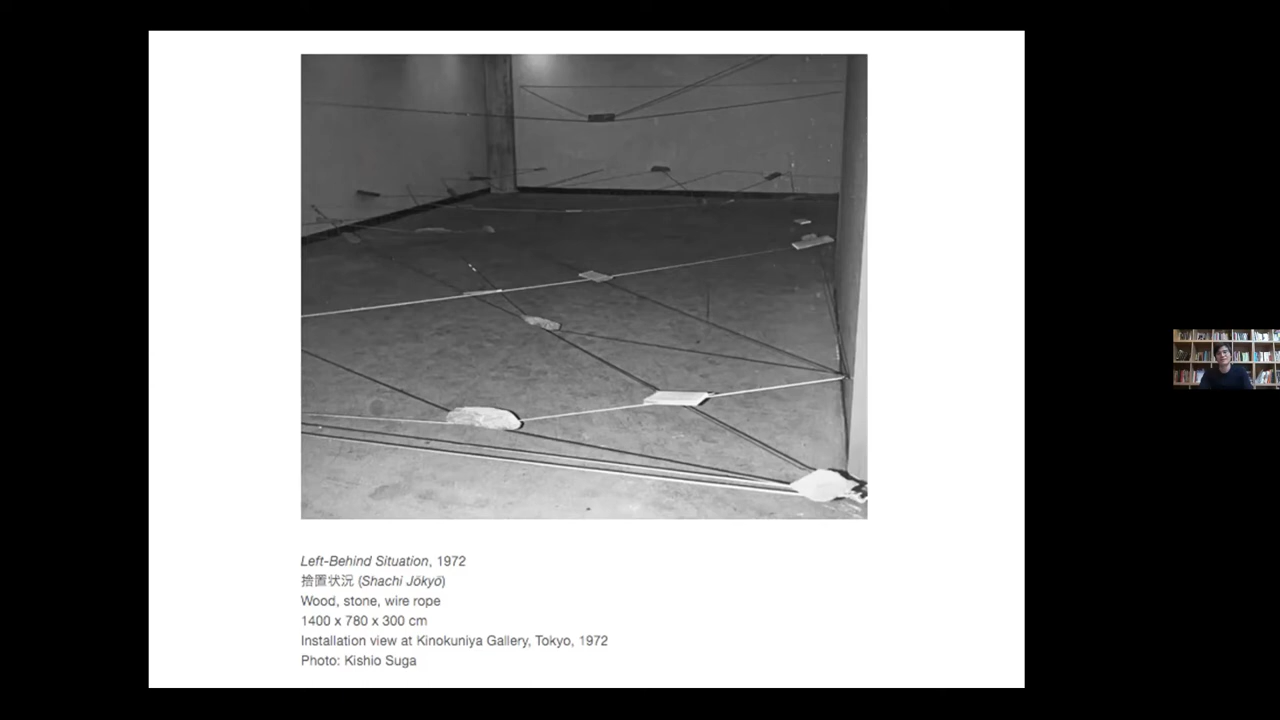 Left-Behind Situation, 1972
捨置状況 (Shachi Jōkyō)
Wood, stone, wire rope
1400 x 780 x 300 cm
Installation view at Kinokuniya Gallery, Tokyo, 1972
Photo: Kishio Suga